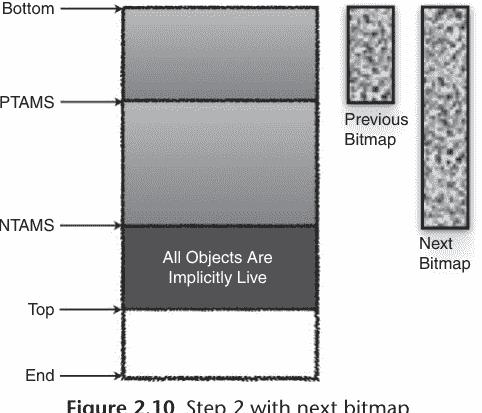 Bottom
PTAMS
Previous
Bitmap
NTAMS
All Objects Are
Implicitly Live
Next
Bitmap
Top
End
Figure 2.10 Step 2 with next bitmap